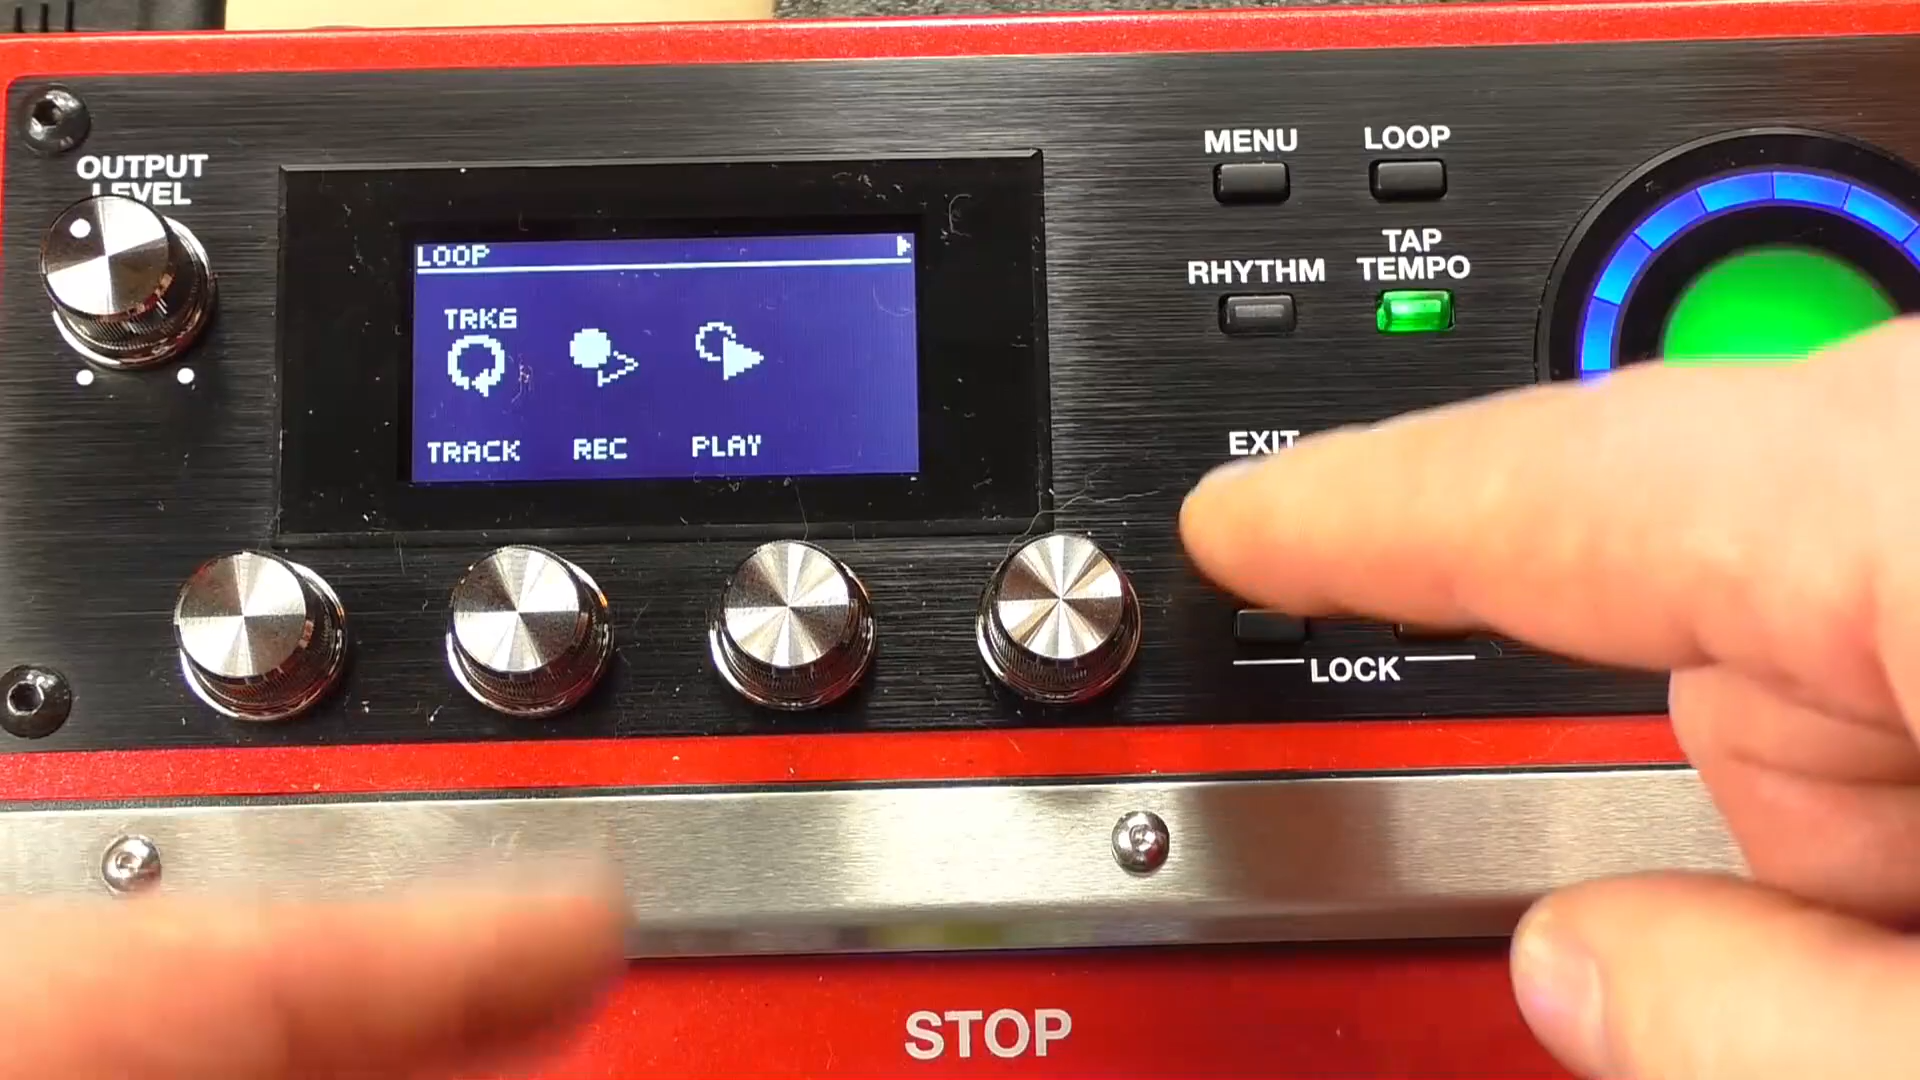 OUTPUT
LEVEL
LOOP
TRK6
TRACK REC PLAY
MENU LOOP
RHYTHM TAP
TEMPO
EXIT
LOCK
STOP